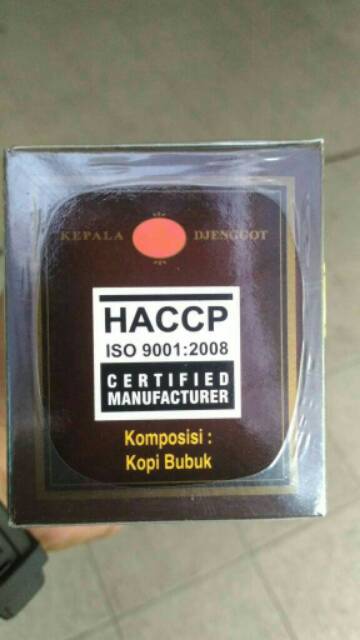 KEPALA DJENGGOT
HACCP
ISO 9001:2008
CERTIFIED
MANUFACTURER
Komposisi :
Kopi Bubuk